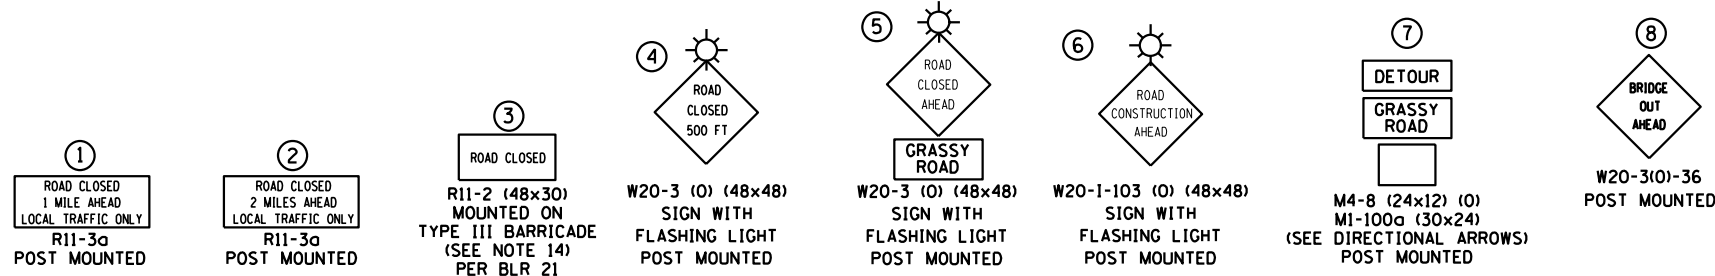 1
ROAD CLOSED
1 MILE AHEAD
LOCAL TRAFFIC ONLY
R11-3a
POST MOUNTED
2
ROAD CLOSED
2 MILES AHEAD
LOCAL TRAFFIC ONLY
R11-3a
POST MOUNTED
3
ROAD CLOSED
R11-2 (48x30)
MOUNTED ON
TYPE III BARRICADE
(SEE NOTE 14)
PER BLR 21
4
ROAD
CLOSED
500 FT
W20-3 (O) (48x48)
SIGN WITH
FLASHING LIGHT
POST MOUNTED
5
ROAD
CLOSED
AHEAD
GRASSY
ROAD
W20-3 (O) (48x48)
SIGN WITH
FLASHING LIGHT
POST MOUNTED
6
ROAD
CONSTRUCTION
AHEAD
W20-I-103 (O) (48x48)
SIGN WITH
FLASHING LIGHT
POST MOUNTED
7
DETOUR
GRASSY
ROAD
M4-8 (24x12) (O)
M1-100a (30x24)
(SEE DIRECTIONAL ARROWS)
POST MOUNTED
8
BRIDGE
OUT
AHEAD
W20-3(O)-36
POST MOUNTED